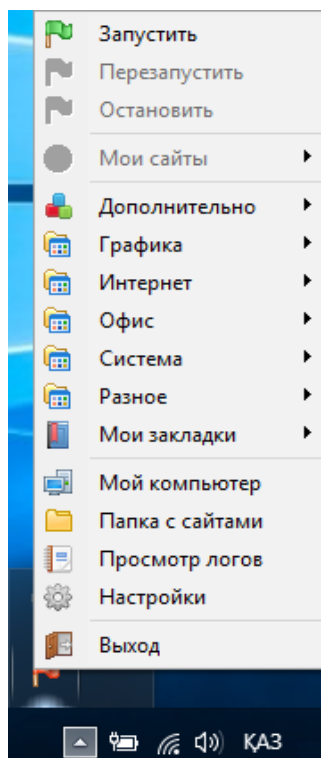 Запустить
Перезапустить
Остановить
Мои сайты
Дополнительно
Графика
Интернет
Офис
Система
Разное
Мои закладки
Мой компьютер
Папка с сайтами
Просмотр логов
Настройки
Выход
ҚАЗ